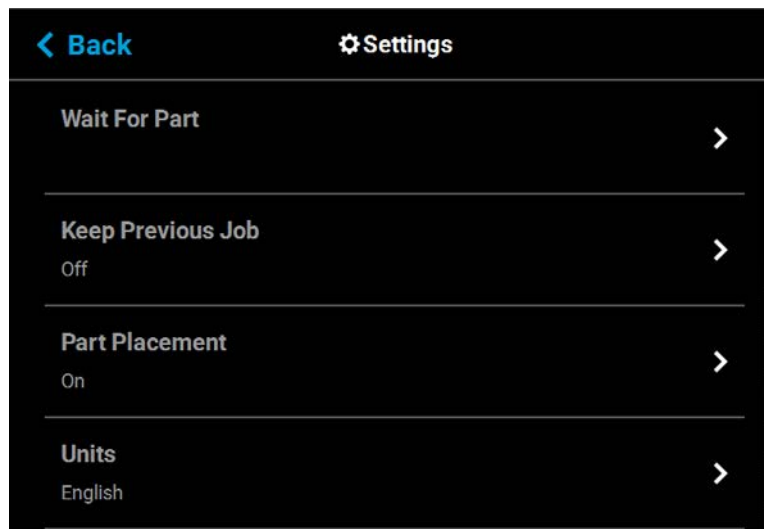 Back
Settings
Wait For Part
Keep Previous Job
Off
Part Placement
On
Units
English